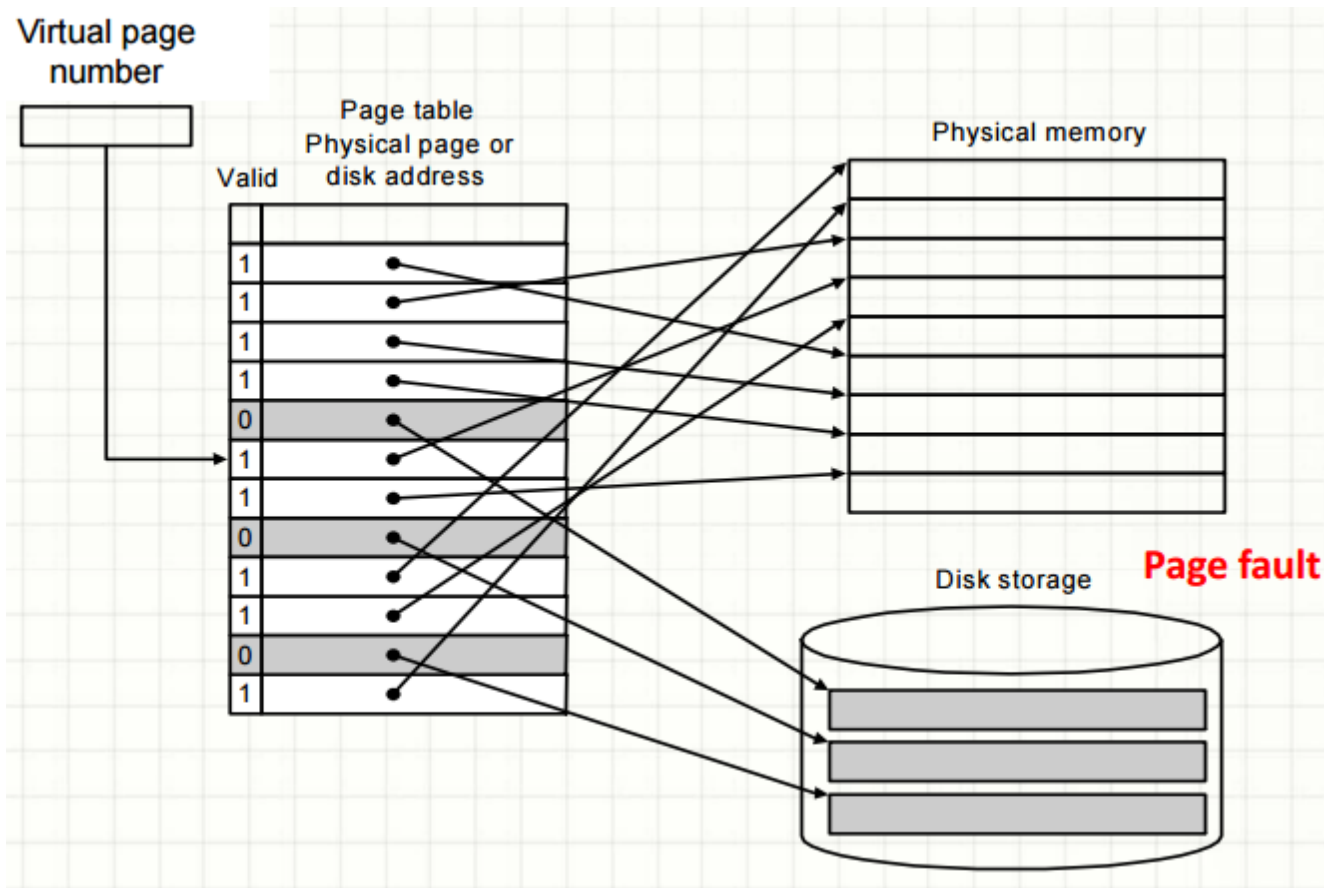 Virtual page
number
Page table
Physical page or
disk address
Valid
Physical memory
1
1
1
1
0
1
1
0
1
1
0
1
Page fault
Disk storage